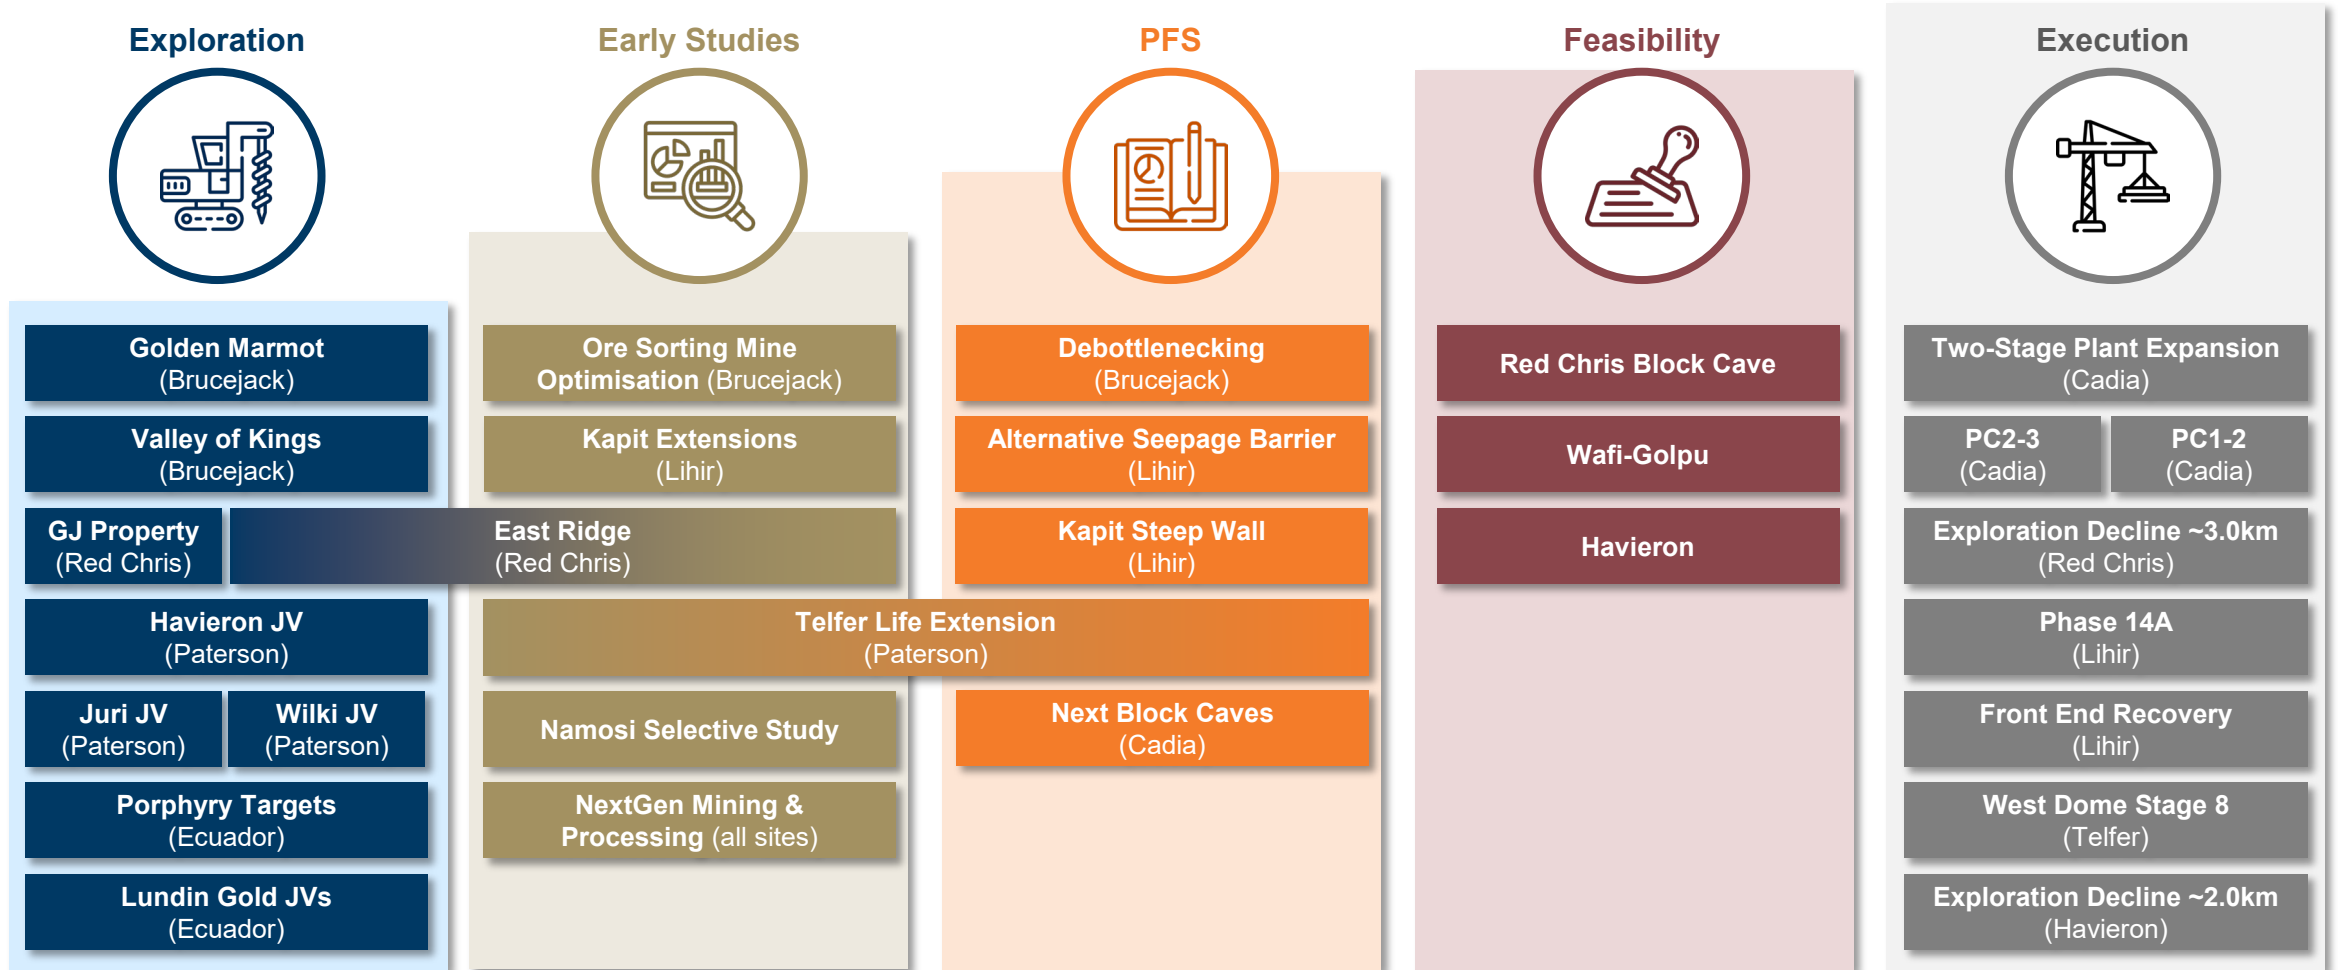 Exploration
Golden Marmot
(Brucejack)
Valley of Kings
(Brucejack)
GJ Property
(Red Chris)
East Ridge
(Red Chris)
Havieron JV
(Paterson)
Juri JV
(Paterson)
Wilki JV
(Paterson)
Porphyry Targets
(Ecuador)
Lundin Gold JVs
(Ecuador)
Early Studies
Ore Sorting Mine
Optimisation (Brucejack)
Kapit Extensions
(Lihir)
Telfer Life Extension
(Paterson)
Namosi Selective Study
NextGen Mining &
Processing (all sites)
PFS
Debottlenecking
(Brucejack)
Alternative Seepage Barrier
(Lihir)
Kapit Steep Wall
(Lihir)
Next Block Caves
(Cadia)
Feasibility
Red Chris Block Cave
Wafi-Golpu
Havieron
Execution
Two-Stage Plant Expansion
(Cadia)
PC2-3
(Cadia)
PC1-2
(Cadia)
Exploration Decline ~3.0km
(Red Chris)
Phase 14A
(Lihir)
Front End Recovery
(Lihir)
West Dome Stage 8
(Telfer)
Exploration Decline ~2.0km
(Havieron)